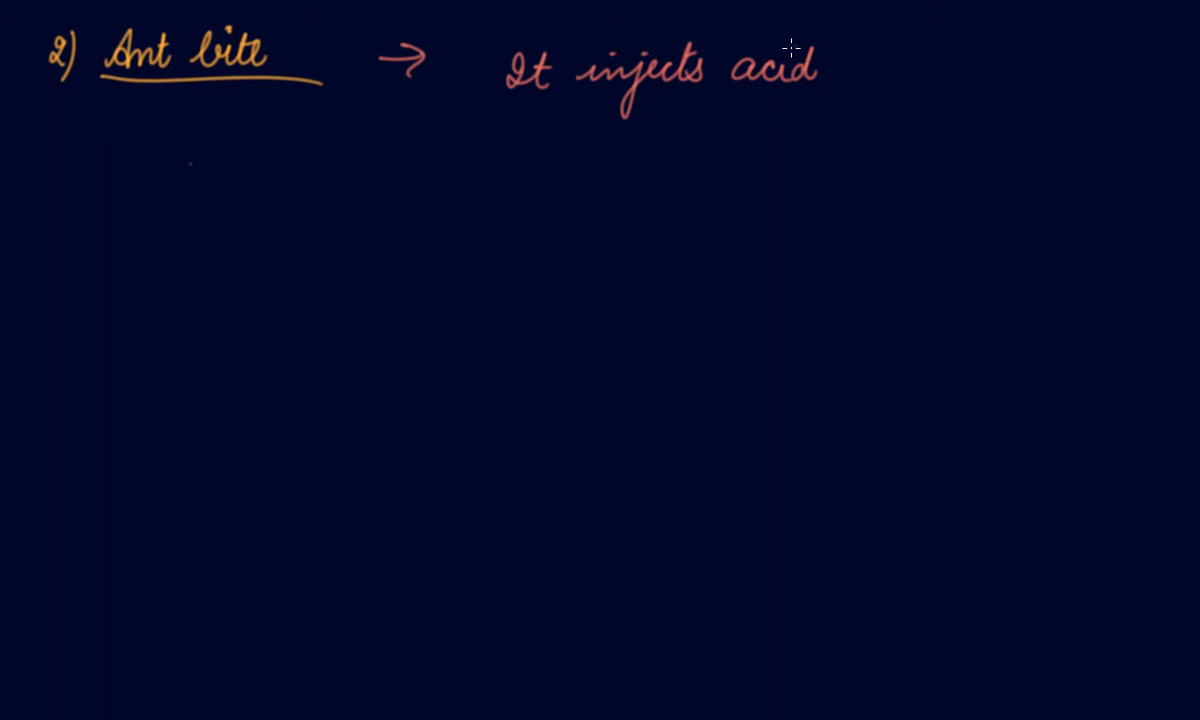 2) Ant bite → It injects acid